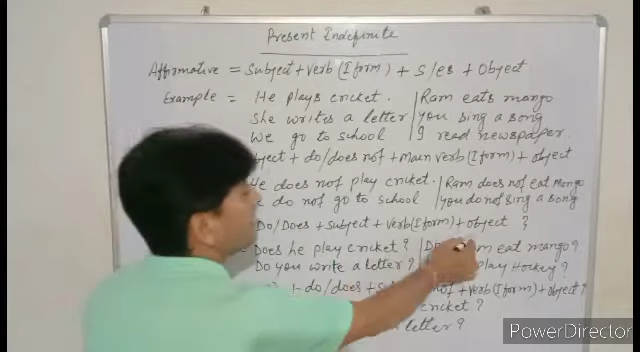 Present Indefinite
Affirmative = Subject + Verb (I form) + s/es + Object
Example = He plays cricket. | Ram eats mango
She writes a letter | you sing a song
We go to school | I read newspaper.
ject + do/does not + main verb (I form) + object
He does not play cricket. | Ram does not eat mango
do not go to school | you do not sing a song
Do/Does + subject + verb (I form) + object ?
= Does he play cricket? | D m eat mango?
Do you write a letter? play Hockey?
+ do/does + su not + verb (I form) + object?
cricket ?
letter ?
PowerDirector